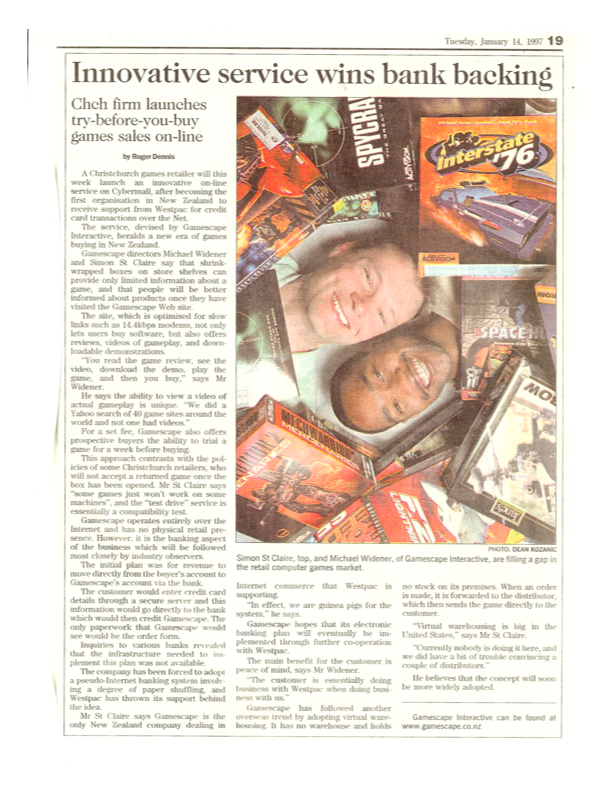 Tuesday, January 14, 1997 19
Innovative service wins bank backing
Chch firm launches
try-before-you-buy
games sales on-line
by Roger Dennis
A Christchurch games retailer will this
week launch an innovative on-line
service on Cybermall, after becoming the
first organisation in New Zealand to
receive support from Westpac for credit
card transactions over the Net.
The service, devised by Gamescape
Interactive, heralds a new era of games
buying in New Zealand.
Gamescape directors Michael Widener
and Simon St Claire say that shrink-
wrapped boxes on store shelves can
provide only limited information about a
game, and that people will be better
informed about products once they have
visited the Gamescape Web site.
The site, which is optimised for slow
links such as 14.4kbps modems, not only
lets users buy software, but also offers
reviews, videos of gameplay, and down-
loadable demonstrations.
"You read the game review, see the
video, download the demo, play the
game, and then you buy," says Mr
Widener.
He says the ability to view a video of
actual gameplay is unique. "We did a
Yahoo search of 40 game sites around the
world and not one had videos."
For a set fee, Gamescape also offers
prospective buyers the ability to trial a
game for a week before buying.
This approach contrasts with the pol-
icies of some Christchurch retailers, who
will not accept a returned game once the
box has been opened. Mr St Claire says
"some games just won't work on some
machines", and the "test drive" service is
essentially a compatibility test.
Gamescape operates entirely over the
Internet and has no physical retail pre-
sence. However, it is the banking aspect
of the business which will be followed
most closely by industry observers.
The initial plan was for revenue to
move directly from the buyer's account to
Gamescape's account via the bank.
The customer would enter credit card
details through a secure server and this
information would go directly to the bank
which would then credit Gamescape. The
only paperwork that Gamescape would
see would be the order form.
Inquiries to various banks revealed
that the infrastructure needed to im-
plement this plan was not available.
The company has been forced to adopt
a pseudo-Internet banking system involv-
ing a degree of paper shuffling, and
Westpac has thrown its support behind
the idea.
Mr St Claire says Gamescape is the
only New Zealand company dealing in
SPYCRA
ACTIVISION
Interstate
'76
ACTIVISION
SPACE
MECHWARRIOR
PHOTO: DEAN KOZANIC
Simon St Claire, top, and Michael Widener, of Gamescape Interactive, are filling a gap in
the retail computer games market.
Internet commerce that Westpac is
supporting.
"In effect, we are guinea pigs for the
system," he says.
Gamescape hopes that its electronic
banking plan will eventually be im-
plemented through further co-operation
with Westpac.
The main benefit for the customer is
peace of mind, says Mr Widener.
"The customer is essentially doing
business with Westpac when doing busi-
ness with us."
Gamescape has followed another
overseas trend by adopting virtual ware-
housing. It has no warehouse and holds
no stock on its premises. When an order
is made, it is forwarded to the distributor,
which then sends the game directly to the
customer.
"Virtual warehousing is big in the
United States," says Mr St Claire.
"Currently nobody is doing it here, and
we did have a bit of trouble convincing a
couple of distributors."
He believes that the concept will soon
be more widely adopted.
Gamescape Interactive can be found at
www.gamescape.co.nz